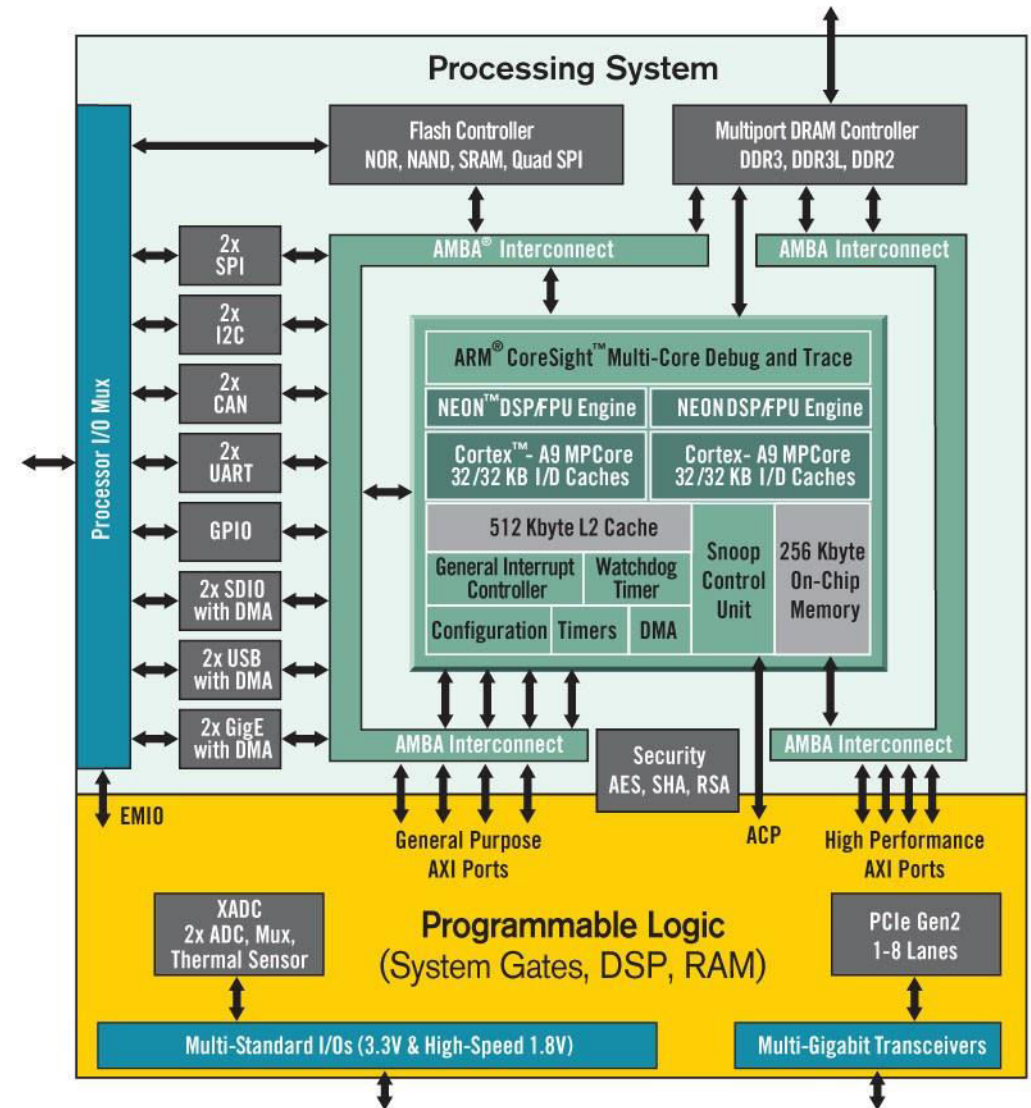 Processing System
Flash Controller
NOR, NAND, SRAM, Quad SPI
Multiport DRAM Controller
DDR3, DDR3L, DDR2
AMBA® Interconnect
AMBA Interconnect
Processor I/O Mux
2x
SPI
2x
I2C
2x
CAN
2x
UART
GPIO
2x SDIO
with DMA
2x USB
with DMA
2x GigE
with DMA
ARM® CoreSight™ Multi-Core Debug and Trace
NEON™ DSP/FPU Engine
NEON DSP/FPU Engine
Cortex™- A9 MPCore
32/32 KB I/D Caches
Cortex- A9 MPCore
32/32 KB I/D Caches
512 Kbyte L2 Cache
General Interrupt
Controller
Watchdog
Timer
Configuration
Timers
DMA
Snoop
Control
Unit
256 Kbyte
On-Chip
Memory
AMBA Interconnect
Security
AES, SHA, RSA
AMBA Interconnect
EMIO
General Purpose
AXI Ports
ACP
High Performance
AXI Ports
XADC
2x ADC, Mux,
Thermal Sensor
Programmable Logic
(System Gates, DSP, RAM)
PCIe Gen2
1-8 Lanes
Multi-Standard I/Os (3.3V & High-Speed 1.8V)
Multi-Gigabit Transceivers